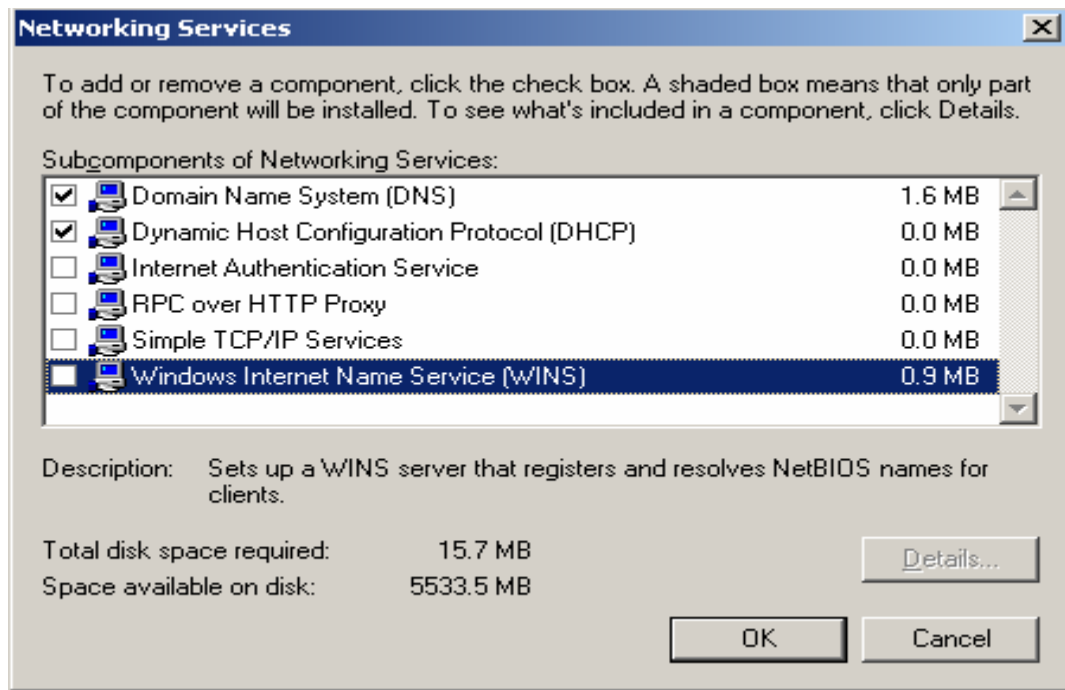 Networking Services
To add or remove a component, click the check box. A shaded box means that only part
of the component will be installed. To see what's included in a component, click Details.
Subcomponents of Networking Services:
Domain Name System (DNS) 1.6 MB
Dynamic Host Configuration Protocol (DHCP) 0.0 MB
Internet Authentication Service 0.0 MB
RPC over HTTP Proxy 0.0 MB
Simple TCP/IP Services 0.0 MB
Windows Internet Name Service (WINS) 0.9 MB
Description: Sets up a WINS server that registers and resolves NetBIOS names for
clients.
Total disk space required: 15.7 MB
Space available on disk: 5533.5 MB
Details...
OK Cancel